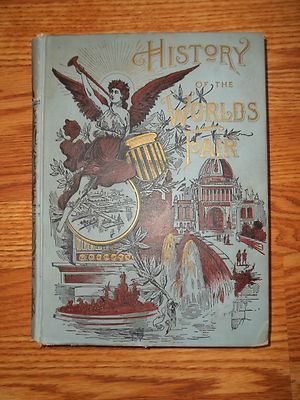 HISTORY
OF THE
WORLDS
FAIR